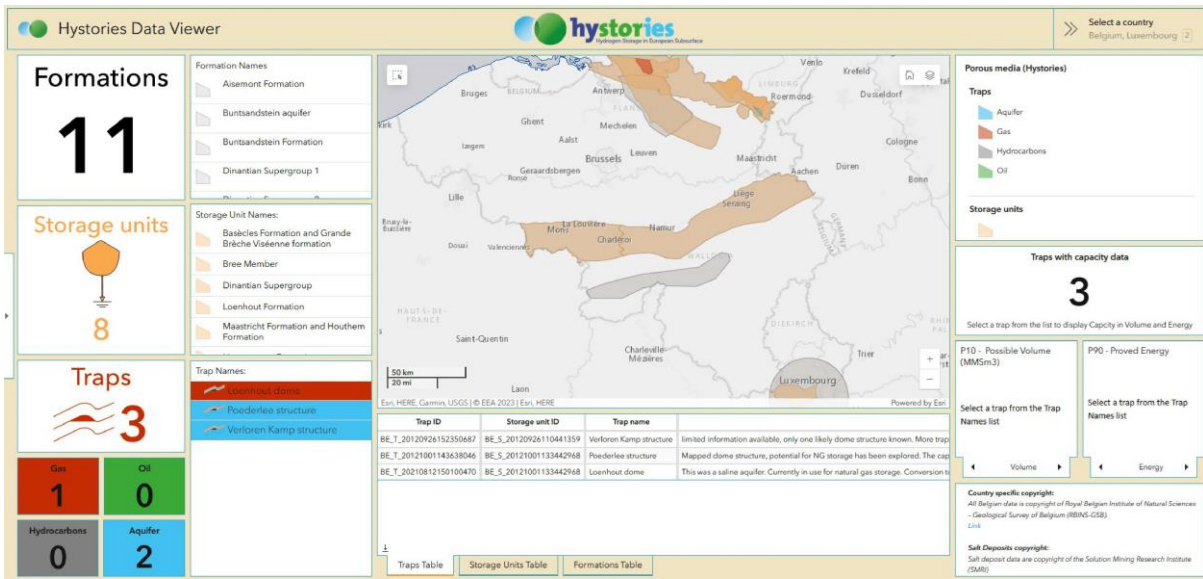 Hystories Data Viewer
hystories
Hydrogen Storage in European Subsurface
Select a country
Belgium, Luxembourg 2
Formations
11
Formation Names
Aisemont Formation
Buntsandstein aquifer
Buntsandstein Formation
Dinantian Supergroup 1
Storage units
8
Storage Unit Names:
Basècles Formation and Grande
Brèche Viséenne formation
Bree Member
Dinantian Supergroup
Loenhout Formation
Maastricht Formation and Houthem
Formation
Traps
3
Trap Names:
Loenhout dome
Poederlee structure
Verloren Kamp structure
Gas
1
Oil
0
Hydrocarbons
0
Aquifer
2
Venlo
Krefeld
Bruges
BELGIUM
Antwerp
LIMBURG
Roermond
Dusseldorf
Ghent
Mechelen
Cologne
Aalst
Izegem
Brussels
Leuven
Maastricht
Geraardsbergen
Ronse
Aachen
Düren
Bonn
Lille
Liège
Seraing
Bruay-la-
Buissière
La Louvière
Mons
Namur
Douai
Valenciennes
Charleroi
WALLONIA
HAUTS-DE-
FRANCE
DIEKIRCH
Saint-Quentin
Charleville-
Mézières
Trier
50 km
20 mi
Laon
Luxembourg
+
−
Esri, HERE, Garmin, USGS | © EEA 2023 | Esri, HERE
Powered by Esri
Trap ID Storage unit ID Trap name
BE_T_20120926152350687 BE_S_20120926110441359 Verloren Kamp structure limited information available, only one likely dome structure known. More trap
BE_T_20121001143638046 BE_S_20121001133442968 Poederlee structure Mapped dome structure, potential for NG storage has been explored. The cap
BE_T_20210812150100470 BE_S_20121001133442968 Loenhout dome This was a saline aquifer. Currently in use for natural gas storage. Conversion t
Traps Table
Storage Units Table
Formations Table
Porous media (Hystories)
Traps
Aquifer
Gas
Hydrocarbons
Oil
Storage units
Traps with capacity data
3
Select a trap from the list to display Capcity in Volume and Energy
P10 - Possible Volume
(MMSm3)
Select a trap from the Trap
Names list
Volume
P90 - Proved Energy
Select a trap from the Trap
Names list
Energy
Country specific copyright:
All Belgian data is copyright of Royal Belgian Institute of Natural Sciences
– Geological Survey of Belgium (RBINS-GSB).
Link
Salt Deposits copyright:
Salt deposit data are copyright of the Solution Mining Research Institute
(SMRI)